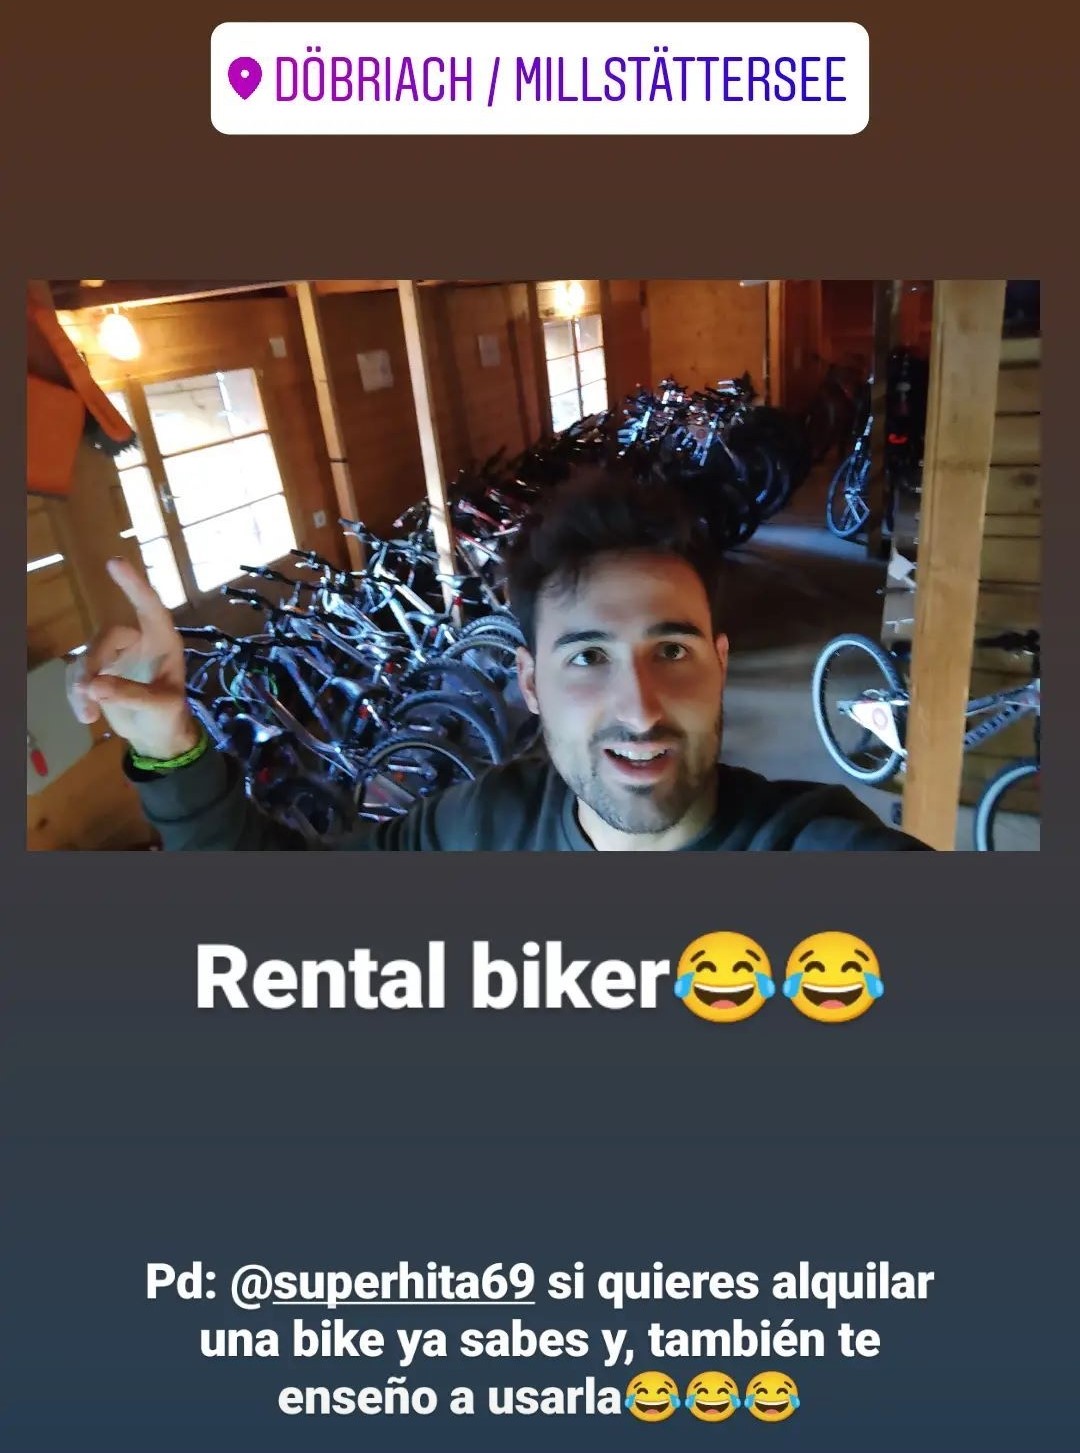 DÖBRIACH / MILLSTÄTTERSEE
Rental biker😂😂
Pd: @superhita69 si quieres alquilar
una bike ya sabes y, también te
enseño a usarla😂😂😂